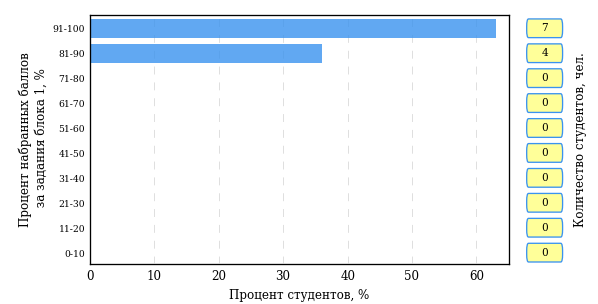 Процент набранных баллов
за задания блока 1, %
91-100 7
81-90 4
71-80 0
61-70 0
51-60 0
41-50 0
31-40 0
21-30 0
11-20 0
0-10 0
0 10 20 30 40 50 60
Процент студентов, %
Количество студентов, чел.